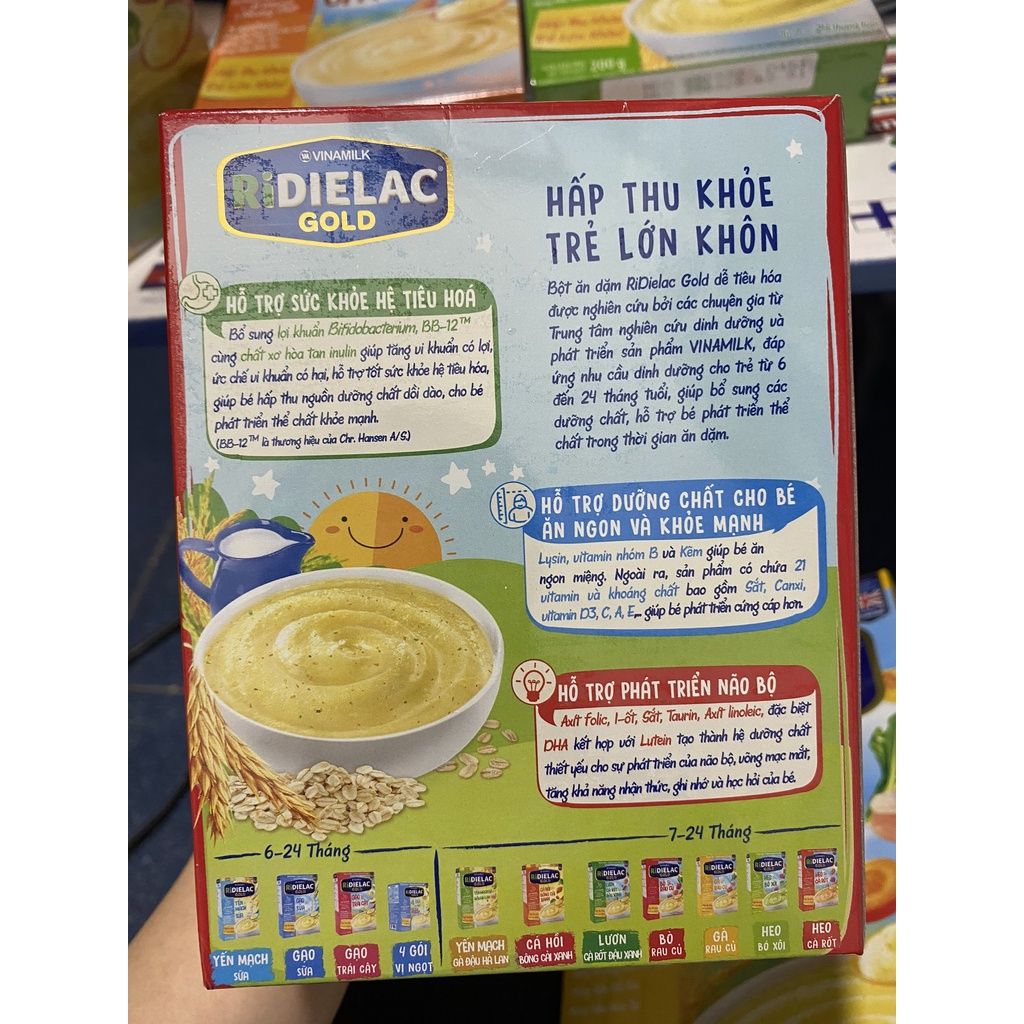 VINAMILK
RiDIELAC
GOLD
HẤP THU KHỎE
TRẺ LỚN KHÔN
Bột ăn dặm RiDielac Gold dễ tiêu hóa
được nghiên cứu bởi các chuyên gia từ
Trung tâm nghiên cứu dinh dưỡng và
phát triển sản phẩm VINAMILK, đáp
ứng nhu cầu dinh dưỡng cho trẻ từ 6
đến 24 tháng tuổi, giúp bổ sung các
dưỡng chất, hỗ trợ bé phát triển thể
chất trong thời gian ăn dặm.
HỖ TRỢ SỨC KHỎE HỆ TIÊU HOÁ
Bổ sung lợi khuẩn Bifidobacterium, BB-12™
cùng chất xơ hòa tan inulin giúp tăng vi khuẩn có lợi,
ức chế vi khuẩn có hại, hỗ trợ tốt sức khỏe hệ tiêu hóa,
giúp bé hấp thu nguồn dưỡng chất dồi dào, cho bé
phát triển thể chất khỏe mạnh.
(BB-12™ là thương hiệu của Chr. Hansen A/S.)
HỖ TRỢ DƯỠNG CHẤT CHO BÉ
ĂN NGON VÀ KHỎE MẠNH
Lysin, vitamin nhóm B và Kẽm giúp bé ăn
ngon miệng. Ngoài ra, sản phẩm có chứa 21
vitamin và khoáng chất bao gồm Sắt, Canxi,
vitamin D3, C, A, E,... giúp bé phát triển cứng cáp hơn.
HỖ TRỢ PHÁT TRIỂN NÃO BỘ
Axít folic, I-ốt, Sắt, Taurin, Axít linoleic, đặc biệt
DHA kết hợp với Lutein tạo thành hệ dưỡng chất
thiết yếu cho sự phát triển của não bộ, võng mạc mắt,
tăng khả năng nhận thức, ghi nhớ và học hỏi của bé.
6-24 Tháng
7-24 Tháng
YẾN MẠCH
SỮA
GẠO
SỮA
GẠO
TRÁI CÂY
4 GÓI
VỊ NGỌT
YẾN MẠCH
GÀ ĐẬU HÀ LAN
CÁ HỒI
BÔNG CẢI XANH
LƯƠN
CÀ RỐT ĐẬU XANH
BÒ
RAU CỦ
GÀ
RAU CỦ
HEO
BÓ XÔI
HEO
CÀ RỐT